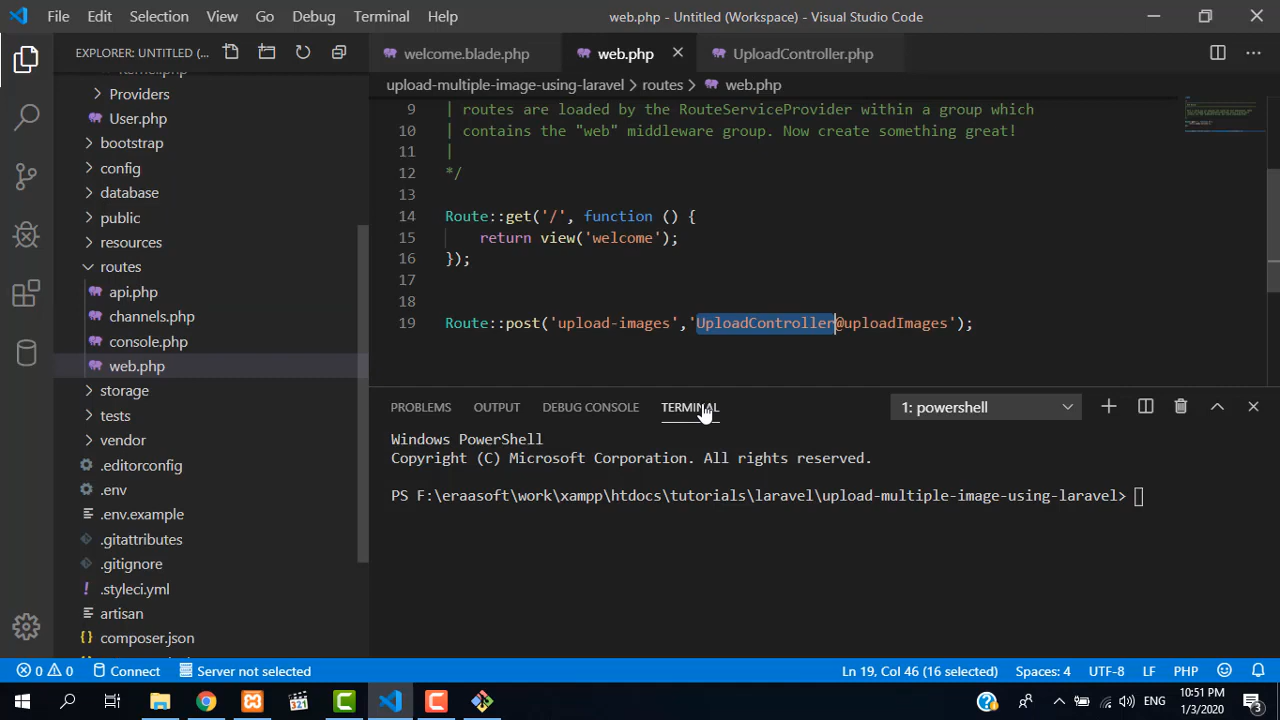 File Edit Selection View Go Debug Terminal Help web.php - Untitled (Workspace) - Visual Studio Code
EXPLORER: UNTITLED (...
welcome.blade.php web.php UploadController.php
upload-multiple-image-using-laravel > routes > web.php
Kernel.php
Providers
User.php
bootstrap
config
database
public
resources
routes
api.php
channels.php
console.php
web.php
storage
tests
vendor
.editorconfig
.env
.env.example
.gitattributes
.gitignore
.styleci.yml
artisan
composer.json
9 | routes are loaded by the RouteServiceProvider within a group which
10 | contains the "web" middleware group. Now create something great!
11 |
12 */
13
14 Route::get('/', function () {
15 return view('welcome');
16 });
17
18
19 Route::post('upload-images','UploadController@uploadImages');
PROBLEMS OUTPUT DEBUG CONSOLE TERMINAL 1: powershell
Windows PowerShell
Copyright (C) Microsoft Corporation. All rights reserved.
PS F:\eraasoft\work\xampp\htdocs\tutorials\laravel\upload-multiple-image-using-laravel>
0 0 Connect Server not selected Ln 19, Col 46 (16 selected) Spaces: 4 UTF-8 LF PHP
321
ENG 10:51 PM
1/3/2020
3